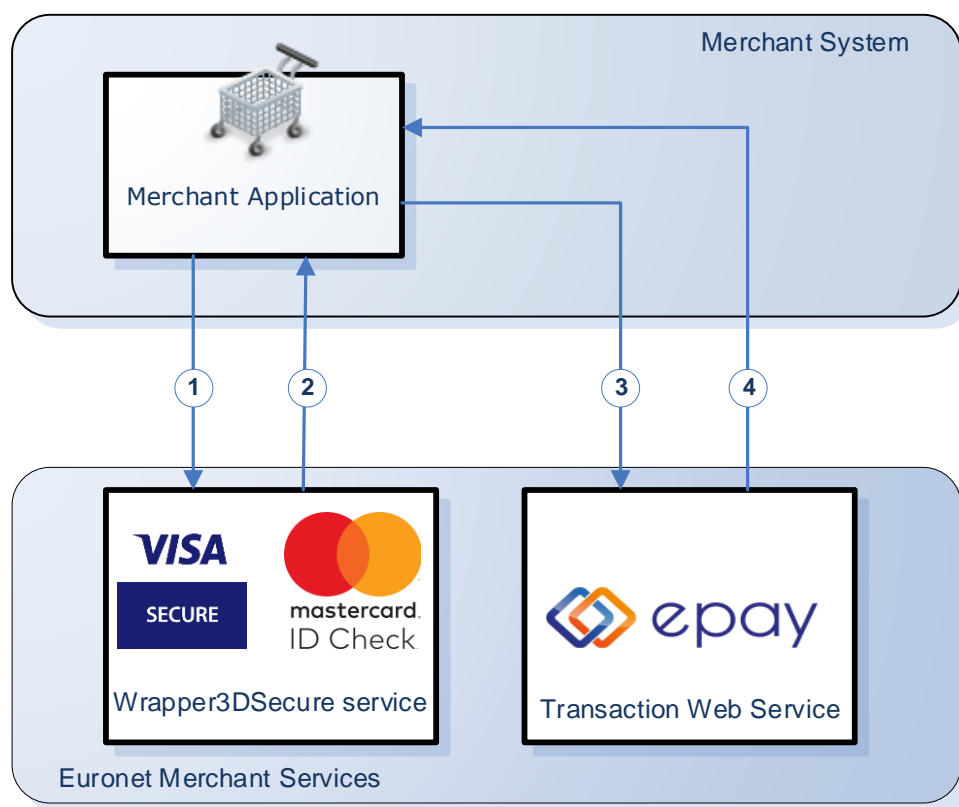 Merchant System
Merchant Application
1
2
3
4
VISA
SECURE
mastercard.
ID Check
epay
Wrapper3DSecure service
Transaction Web Service
Euronet Merchant Services